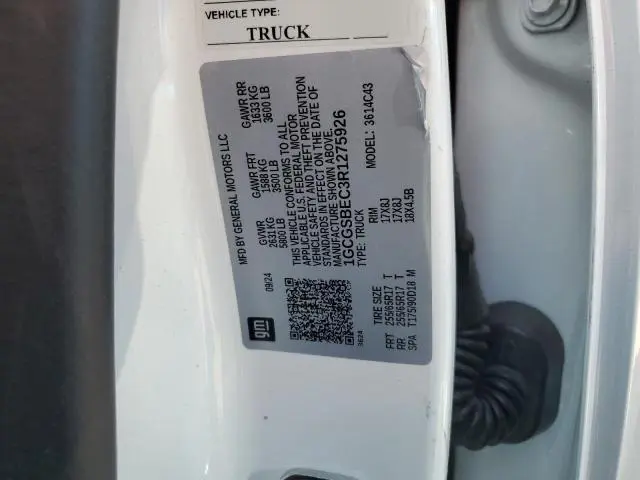 VEHICLE TYPE:
TRUCK
MFD BY GENERAL MOTORS LLC
09/24
GVWR
2631 KG
5800 LB
GAWR FRT
1588 KG
3500 LB
GAWR RR
1633 KG
3600 LB
THIS VEHICLE CONFORMS TO ALL
APPLICABLE U.S. FEDERAL MOTOR
VEHICLE SAFETY AND THEFT PREVENTION
STANDARDS IN EFFECT ON THE DATE OF
MANUFACTURE SHOWN ABOVE.
1GCGSBEC3R1275926
TYPE: TRUCK
MODEL: 3614C43
gm
TIRE SIZE
RIM
FRT 255/65R17 T 17X8J
RR 255/65R17 T 17X8J
SPA T175/90D18 M 18X4.5B